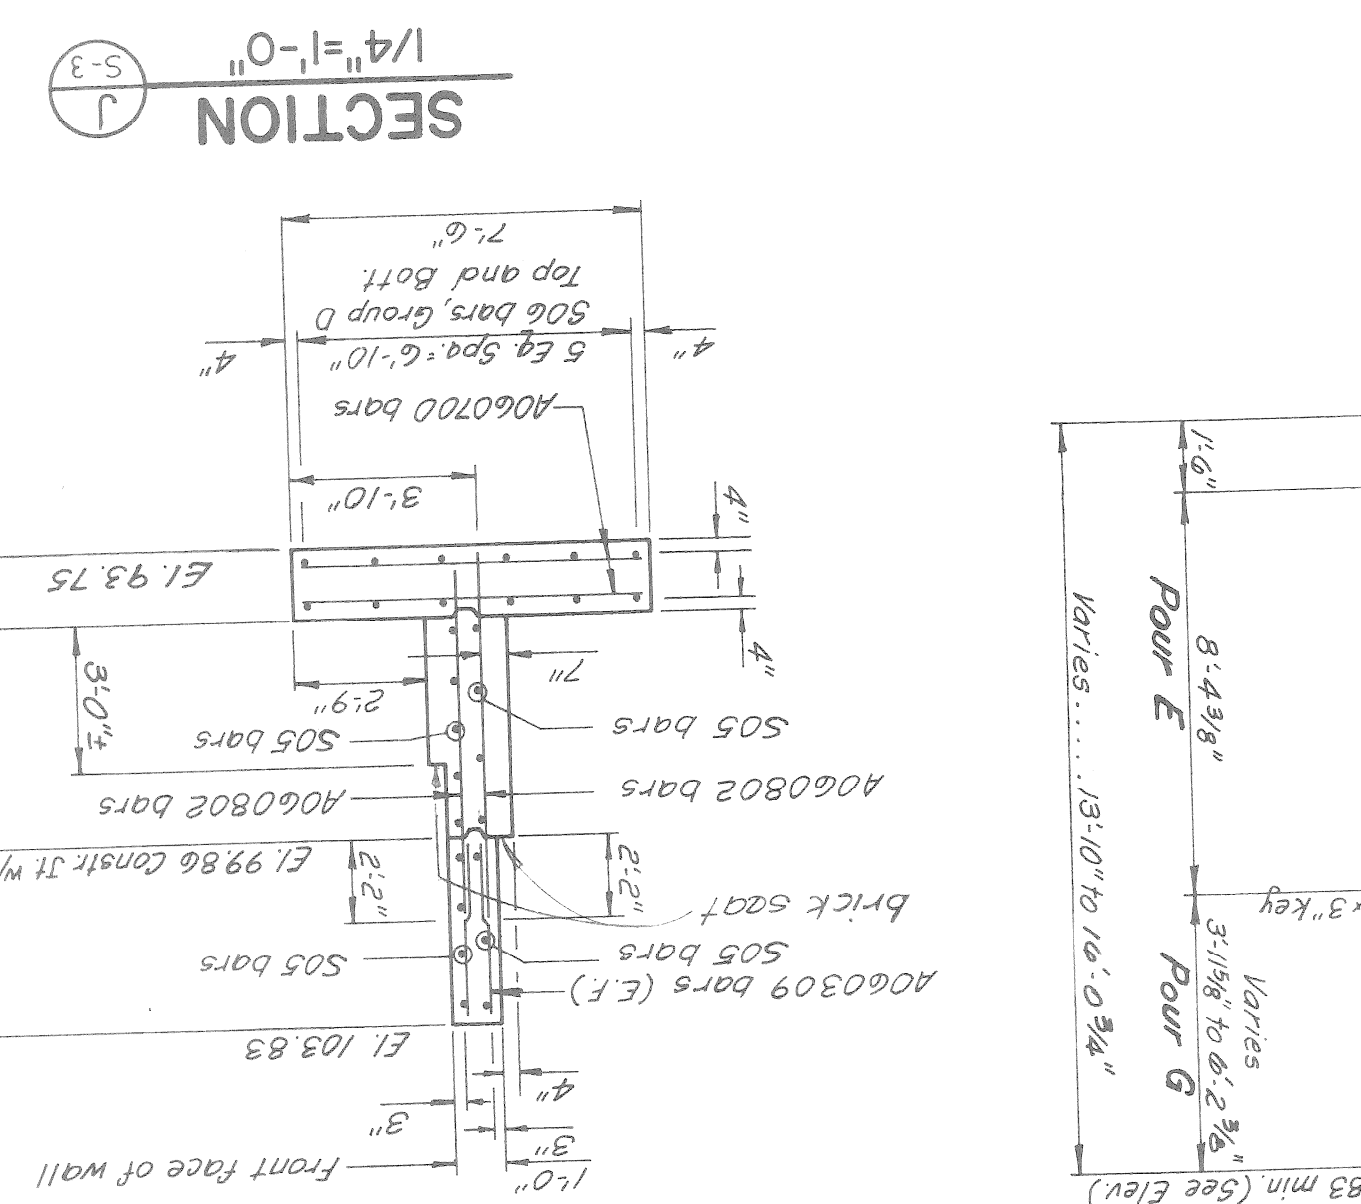 Front face of wall
1'-0"
3"
3"
4"
El. 103.83
A060309 bars (E.F.)
S05 bars
S05 bars
brick seat
2'-2"
2'-2"
El. 99.86 Constr. Jt. w/
A060802 bars
A060802 bars
3'-0"±
S05 bars
S05 bars
2'-9"
7"
4"
El. 93.75
4"
3'-10"
A060700 bars
5 Eq. Spa. = 6'-10"
4"
4"
S06 bars, Group D
Top and Bott.
7'-6"
SECTION
1/4"=1'-0"
J
S-3
83 min. (See Elev.)
Varies
3'-11 5/8" to 6'-2 3/8"
Pour G
3" key
Varies.....13'-10" to 16'-0 3/4"
8'-4 3/8"
Pour E
1'-6"